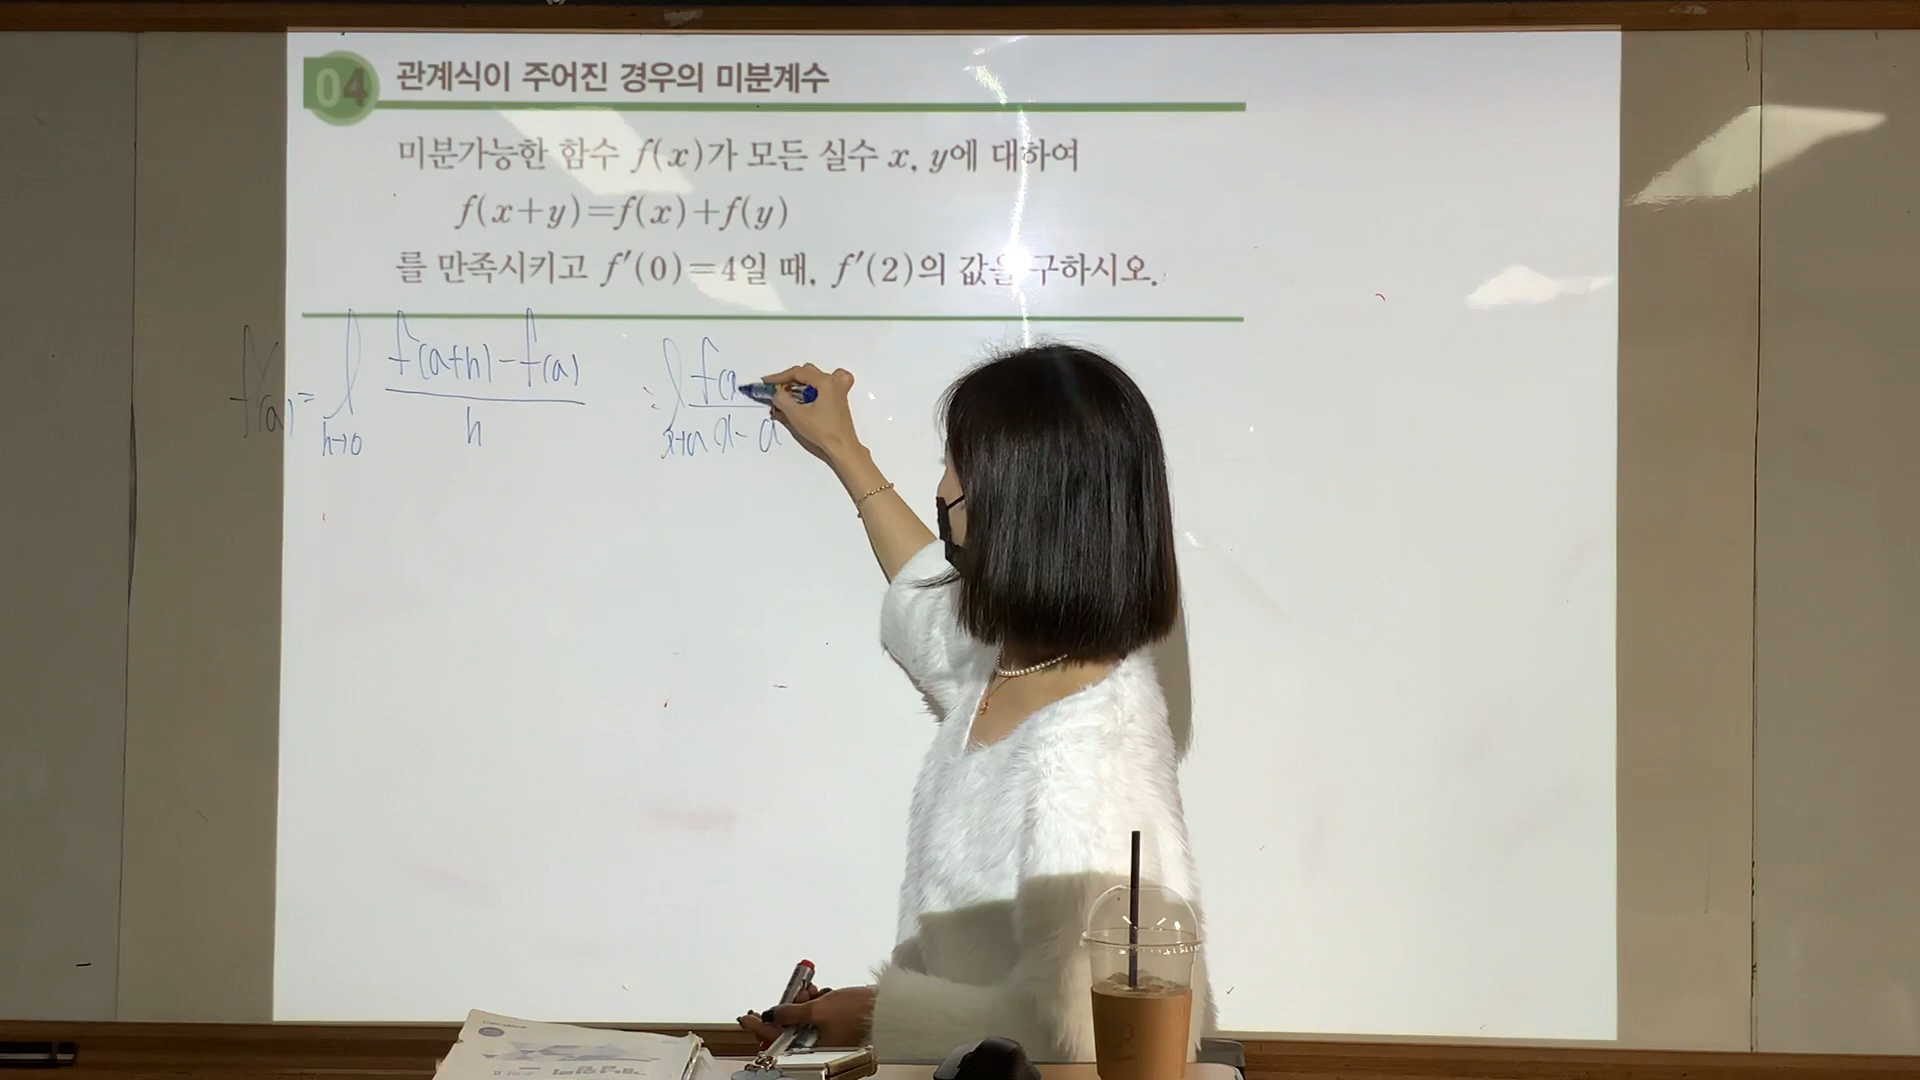 04 관계식이 주어진 경우의 미분계수
미분가능한 함수 f(x)가 모든 실수 x, y에 대하여
f(x+y)=f(x)+f(y)
를 만족시키고 f′(0)=4일 때, f′(2)의 값을 구하시오.
f′(a) = l h→0 f(a+h)-f(a) / h
= l x→a f(x / x-a